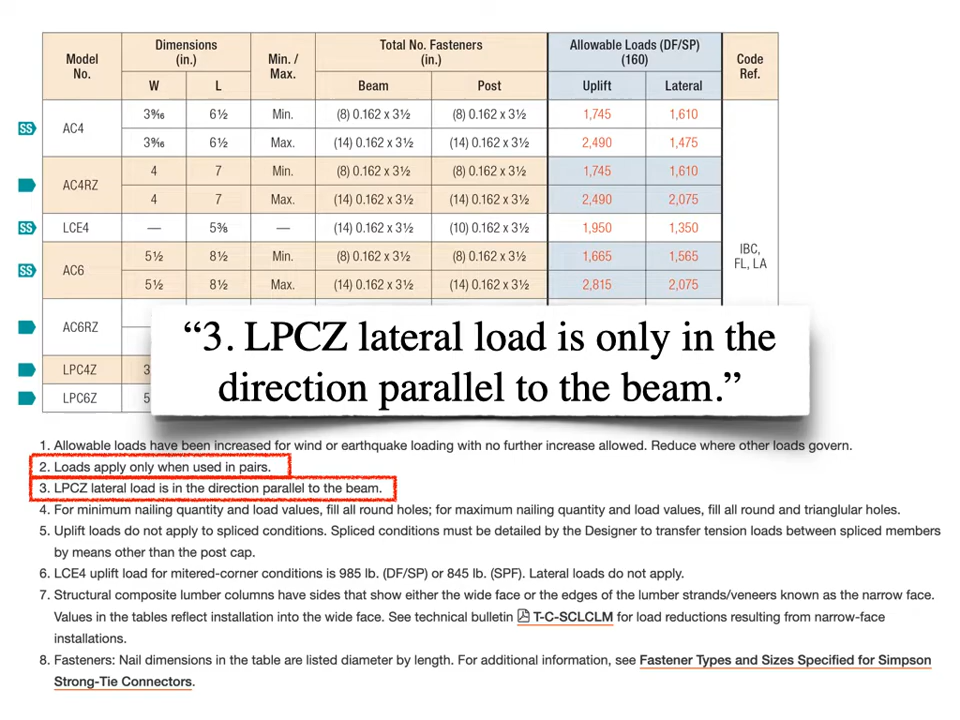 Model No. Dimensions (in.) Min. / Max. Total No. Fasteners (in.) Allowable Loads (DF/SP) (160) Code Ref.
W L Beam Post Uplift Lateral
SS AC4 3 9/16 6½ Min. (8) 0.162 x 3½ (8) 0.162 x 3½ 1,745 1,610
3 9/16 6½ Max. (14) 0.162 x 3½ (14) 0.162 x 3½ 2,490 1,475
AC4RZ 4 7 Min. (8) 0.162 x 3½ (8) 0.162 x 3½ 1,745 1,610
4 7 Max. (14) 0.162 x 3½ (14) 0.162 x 3½ 2,490 2,075
SS LCE4 — 5⅜ — (14) 0.162 x 3½ (10) 0.162 x 3½ 1,950 1,350
SS AC6 5½ 8½ Min. (8) 0.162 x 3½ (8) 0.162 x 3½ 1,665 1,565
5½ 8½ Max. (14) 0.162 x 3½ (14) 0.162 x 3½ 2,815 2,075
IBC, FL, LA
AC6RZ
LPC4Z 3
LPC6Z 5
“3. LPCZ lateral load is only in the
direction parallel to the beam.”
1. Allowable loads have been increased for wind or earthquake loading with no further increase allowed. Reduce where other loads govern.
2. Loads apply only when used in pairs.
3. LPCZ lateral load is in the direction parallel to the beam.
4. For minimum nailing quantity and load values, fill all round holes; for maximum nailing quantity and load values, fill all round and trianglular holes.
5. Uplift loads do not apply to spliced conditions. Spliced conditions must be detailed by the Designer to transfer tension loads between spliced members
by means other than the post cap.
6. LCE4 uplift load for mitered-corner conditions is 985 lb. (DF/SP) or 845 lb. (SPF). Lateral loads do not apply.
7. Structural composite lumber columns have sides that show either the wide face or the edges of the lumber strands/veneers known as the narrow face.
Values in the tables reflect installation into the wide face. See technical bulletin T-C-SCLCLM for load reductions resulting from narrow-face
installations.
8. Fasteners: Nail dimensions in the table are listed diameter by length. For additional information, see Fastener Types and Sizes Specified for Simpson
Strong-Tie Connectors.